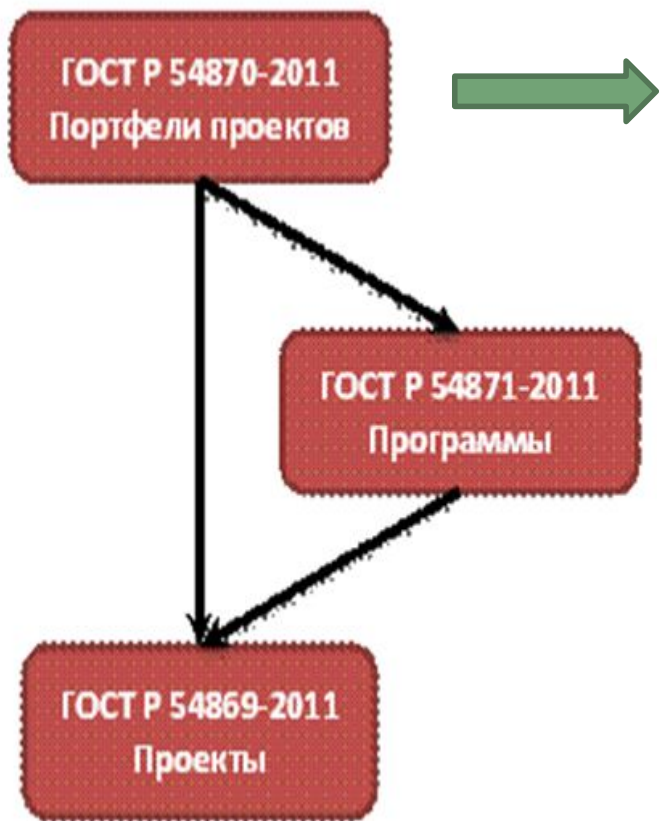 ГОСТ Р 54870-2011
Портфели проектов
ГОСТ Р 54871-2011
Программы
ГОСТ Р 54869-2011
Проекты